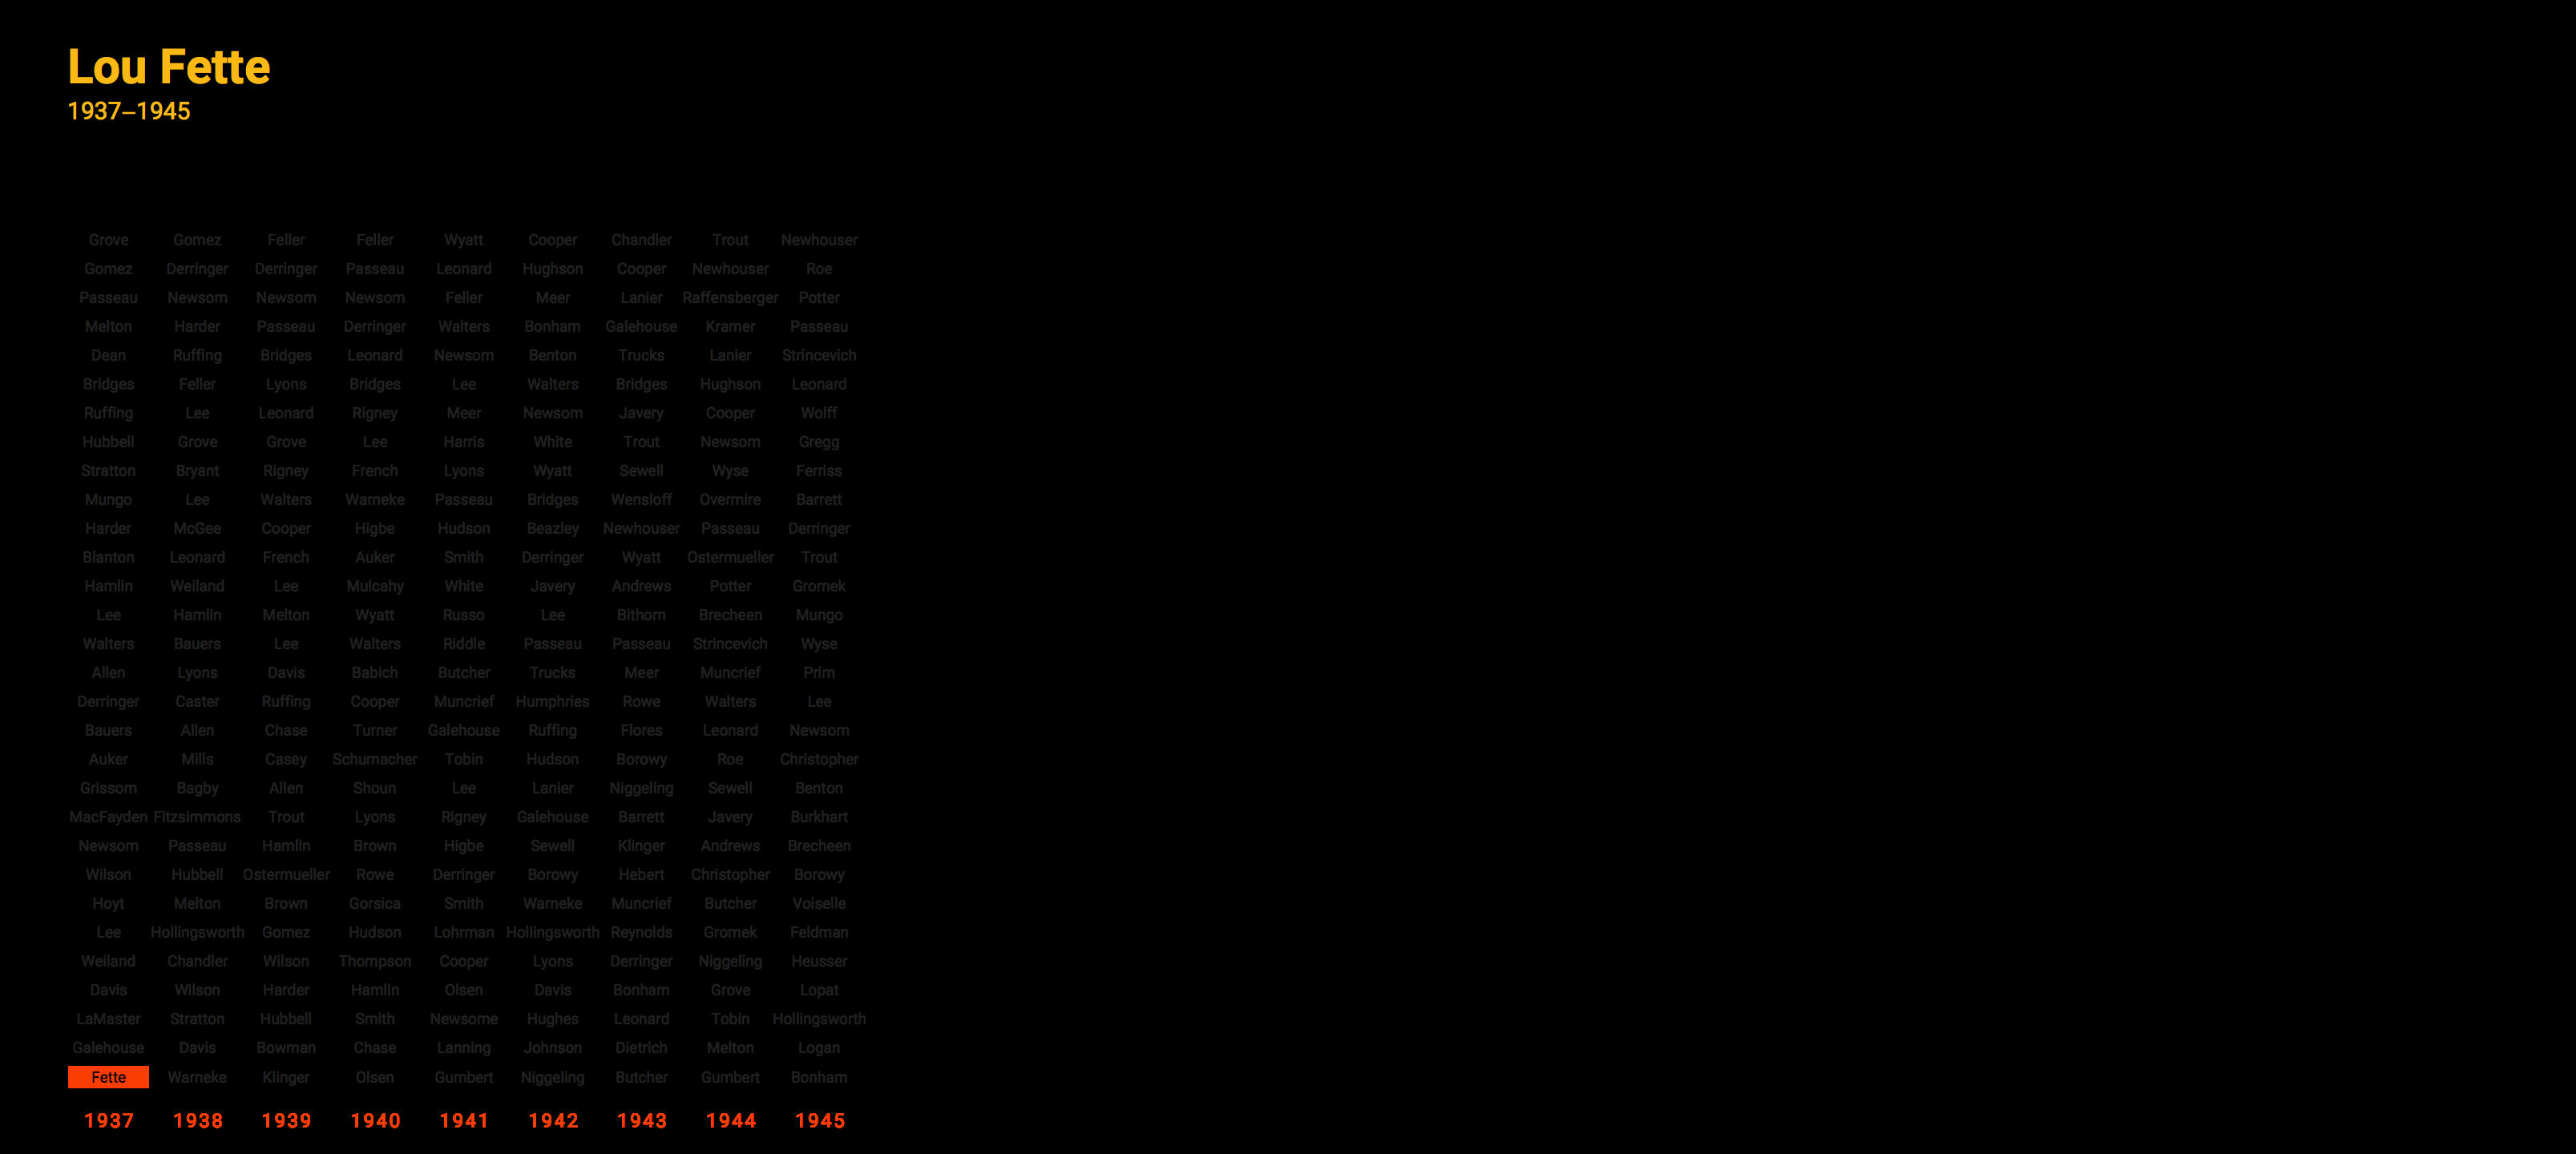 Lou Fette
1937–1945
Grove Gomez Feller Feller Wyatt Cooper Chandler Trout Newhouser
Gomez Derringer Derringer Passeau Leonard Hughson Cooper Newhouser Roe
Passeau Newsom Newsom Newsom Feller Meer Lanier Raffensberger Potter
Melton Harder Passeau Derringer Walters Bonham Galehouse Kramer Passeau
Dean Ruffing Bridges Leonard Newsom Benton Trucks Lanier Strincevich
Bridges Feller Lyons Bridges Lee Walters Bridges Hughson Leonard
Ruffing Lee Leonard Rigney Meer Newsom Javery Cooper Wolff
Hubbell Grove Grove Lee Harris White Trout Newsom Gregg
Stratton Bryant Rigney French Lyons Wyatt Sewell Wyse Ferriss
Mungo Lee Walters Warneke Passeau Bridges Wensloff Overmire Barrett
Harder McGee Cooper Higbe Hudson Beazley Newhouser Passeau Derringer
Blanton Leonard French Auker Smith Derringer Wyatt Ostermueller Trout
Hamlin Weiland Lee Mulcahy White Javery Andrews Potter Gromek
Lee Hamlin Melton Wyatt Russo Lee Bithorn Brecheen Mungo
Walters Bauers Lee Walters Riddle Passeau Passeau Strincevich Wyse
Allen Lyons Davis Babich Butcher Trucks Meer Muncrief Prim
Derringer Caster Ruffing Cooper Muncrief Humphries Rowe Walters Lee
Bauers Allen Chase Turner Galehouse Ruffing Flores Leonard Newsom
Auker Mills Casey Schumacher Tobin Hudson Borowy Roe Christopher
Grissom Bagby Allen Shoun Lee Lanier Niggeling Sewell Benton
MacFayden Fitzsimmons Trout Lyons Rigney Galehouse Barrett Javery Burkhart
Newsom Passeau Hamlin Brown Higbe Sewell Klinger Andrews Brecheen
Wilson Hubbell Ostermueller Rowe Derringer Borowy Hebert Christopher Borowy
Hoyt Melton Brown Gorsica Smith Warneke Muncrief Butcher Voiselle
Lee Hollingsworth Gomez Hudson Lohrman Hollingsworth Reynolds Gromek Feldman
Weiland Chandler Wilson Thompson Cooper Lyons Derringer Niggeling Heusser
Davis Wilson Harder Hamlin Olsen Davis Bonham Grove Lopat
LaMaster Stratton Hubbell Smith Newsome Hughes Leonard Tobin Hollingsworth
Galehouse Davis Bowman Chase Lanning Johnson Dietrich Melton Logan
Fette Warneke Klinger Olsen Gumbert Niggeling Butcher Gumbert Bonham
1937 1938 1939 1940 1941 1942 1943 1944 1945